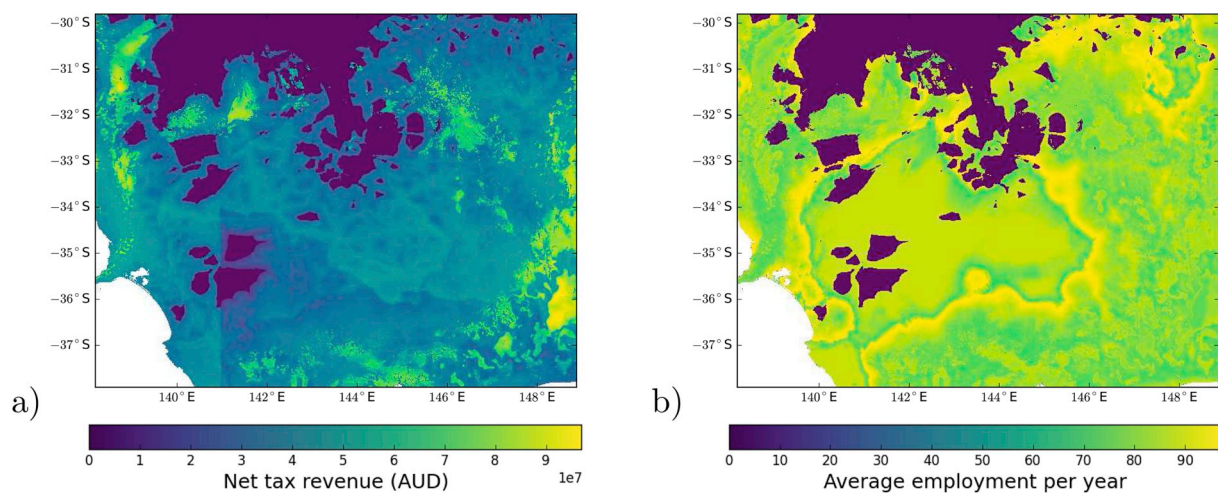 −30° S
−31° S
−32° S
−33° S
−34° S
−35° S
−36° S
−37° S
140° E 142° E 144° E 146° E 148° E
a)
0 1 2 3 4 5 6 7 8 9
1e7
Net tax revenue (AUD)
−30° S
−31° S
−32° S
−33° S
−34° S
−35° S
−36° S
−37° S
140° E 142° E 144° E 146° E 148° E
b)
0 10 20 30 40 50 60 70 80 90
Average employment per year